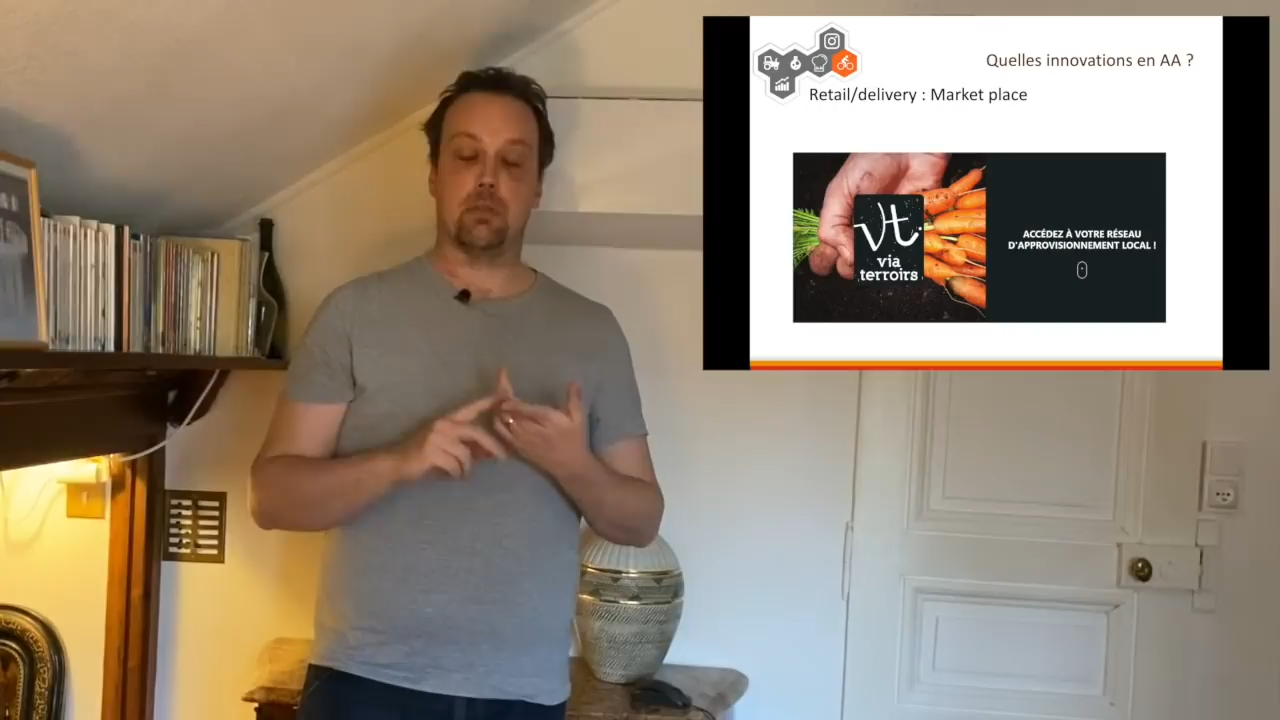 Quelles innovations en AA ?
Retail/delivery : Market place
vt.
via
terroirs
ACCÉDEZ À VOTRE RÉSEAU
D'APPROVISIONNEMENT LOCAL !